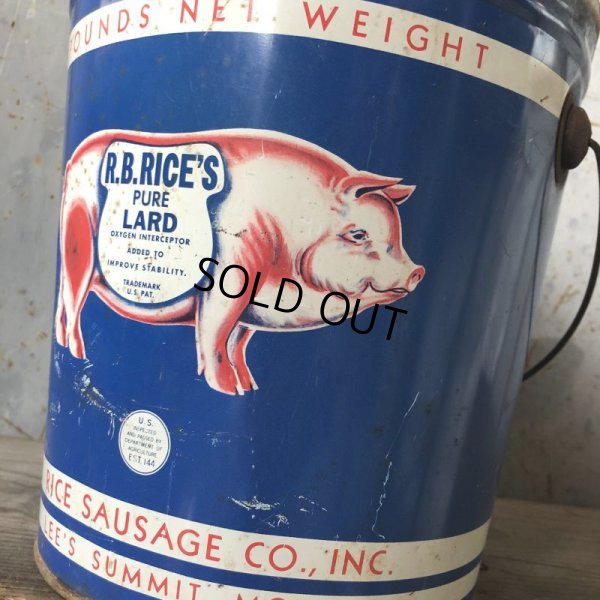 NET WEIGHT
R.B.RICE'S
PURE
LARD
OXYGEN INTERCEPTOR
ADDED TO
IMPROVE STABILITY.
TRADEMARK
U.S. PAT.
SOLD OUT
U.S.
INSPECTED
AND PASSED BY
DEPARTMENT OF
AGRICULTURE
EST. 144
RICE SAUSAGE CO., INC.
LEE'S SUMMIT, MO